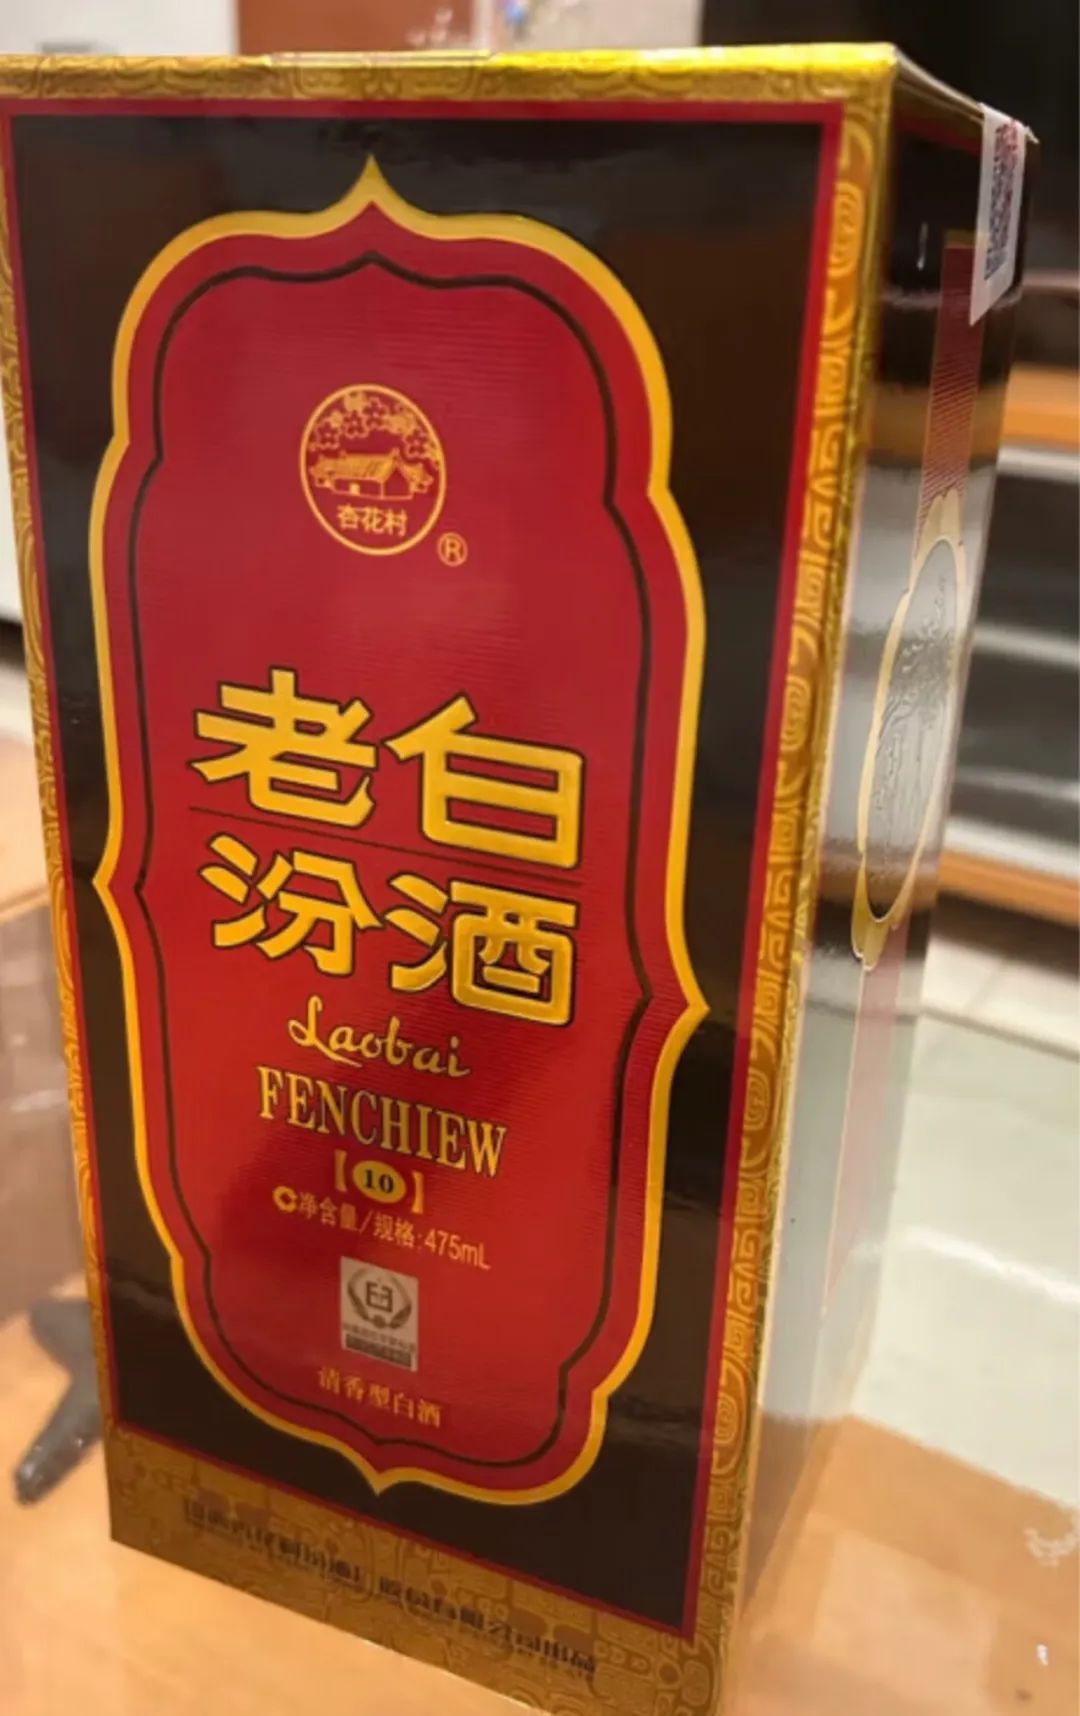 杏花村
®
老白
汾酒
Laobai
FENCHIEW
【10】
净含量/规格:475mL
清香型白酒